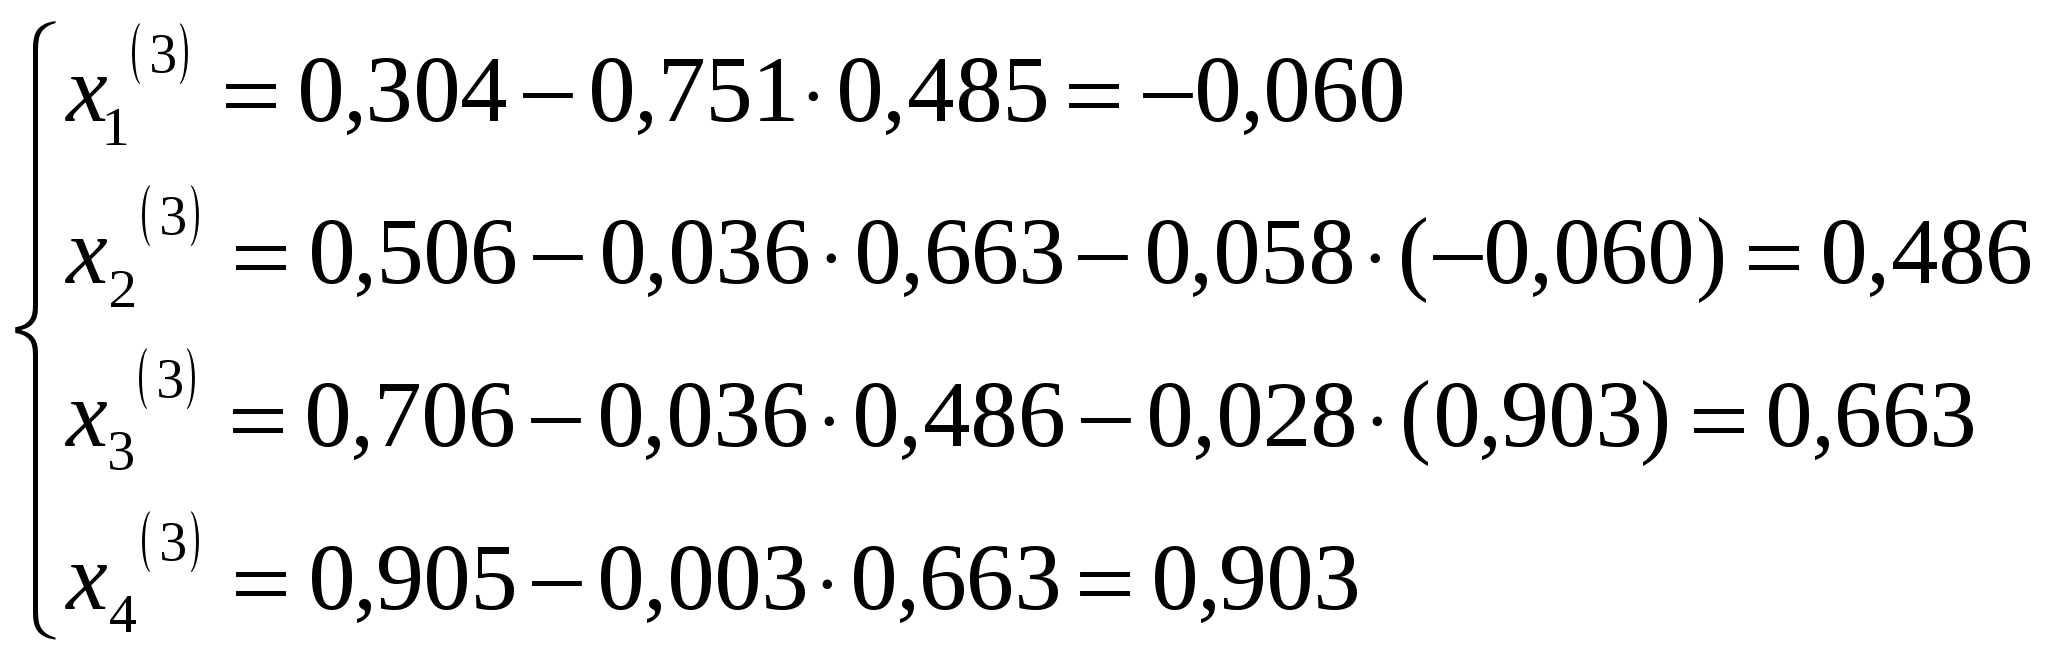 x₁⁽³⁾ = 0,304 − 0,751 · 0,485 = −0,060
x₂⁽³⁾ = 0,506 − 0,036 · 0,663 − 0,058 · (−0,060) = 0,486
x₃⁽³⁾ = 0,706 − 0,036 · 0,486 − 0,028 · (0,903) = 0,663
x₄⁽³⁾ = 0,905 − 0,003 · 0,663 = 0,903